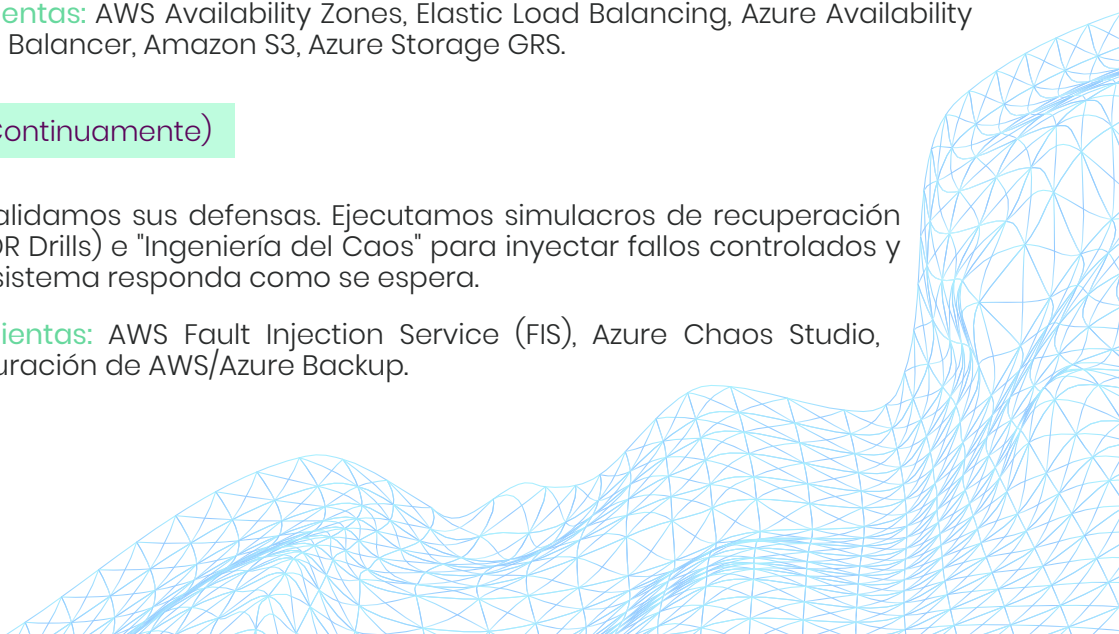 entas: AWS Availability Zones, Elastic Load Balancing, Azure Availability
Balancer, Amazon S3, Azure Storage GRS.
Continuamente)
alidamos sus defensas. Ejecutamos simulacros de recuperación
DR Drills) e "Ingeniería del Caos" para inyectar fallos controlados y
sistema responda como se espera.
ientas: AWS Fault Injection Service (FIS), Azure Chaos Studio,
uración de AWS/Azure Backup.